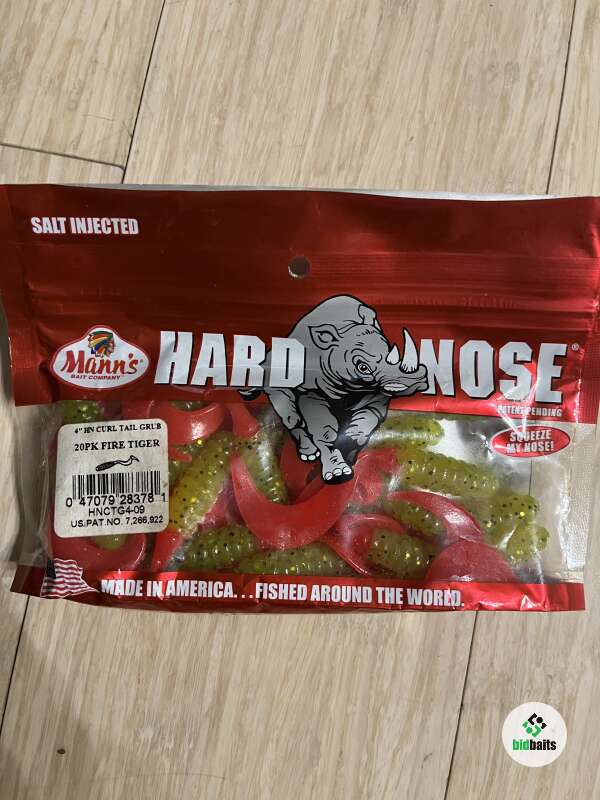 SALT INJECTED
Mann's
BAIT COMPANY
HARD NOSE®
PATENT PENDING
SQUEEZE
MY NOSE!
4" HN CURL TAIL GRUB
20PK FIRE TIGER
0 47079 28378 1
HNCTG4-09
US.PAT.NO. 7,266,922
MADE IN AMERICA. . .FISHED AROUND THE WORLD.
bidbaits